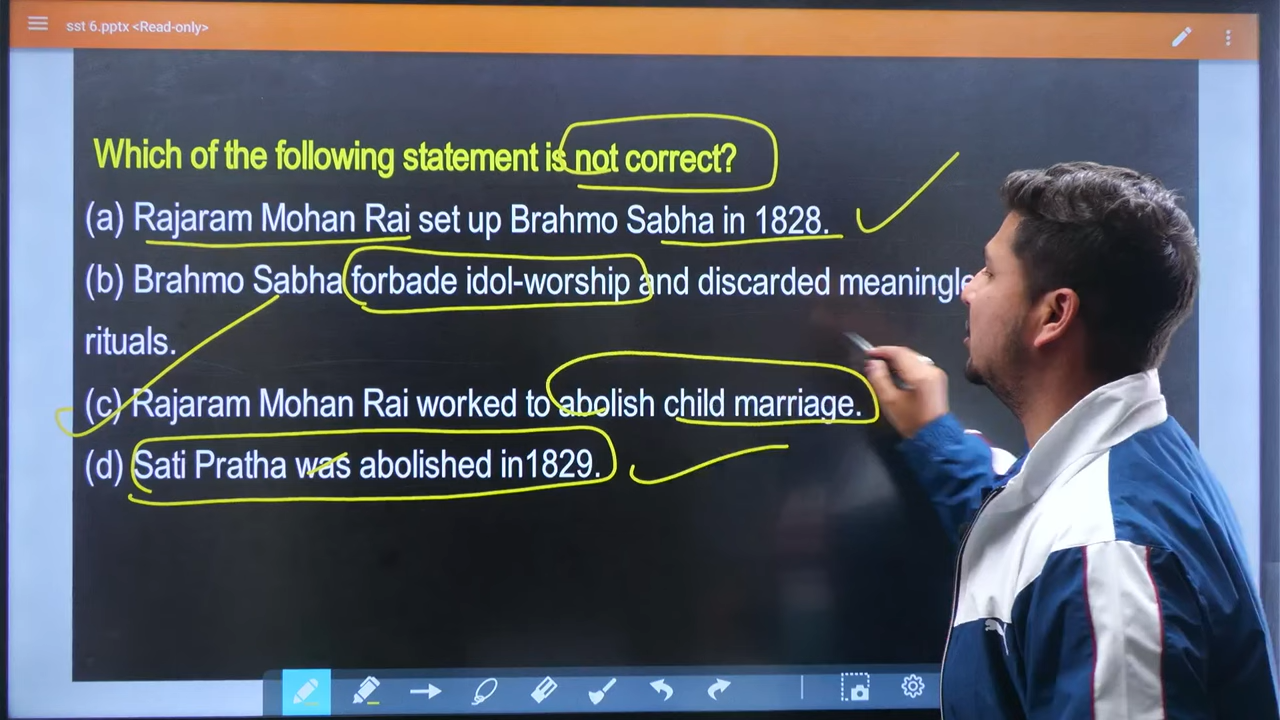 sst 6.pptx <Read-only>
Which of the following statement is not correct?
(a) Rajaram Mohan Rai set up Brahmo Sabha in 1828.
(b) Brahmo Sabha forbade idol-worship and discarded meaningle
rituals.
(c) Rajaram Mohan Rai worked to abolish child marriage.
(d) Sati Pratha was abolished in1829.